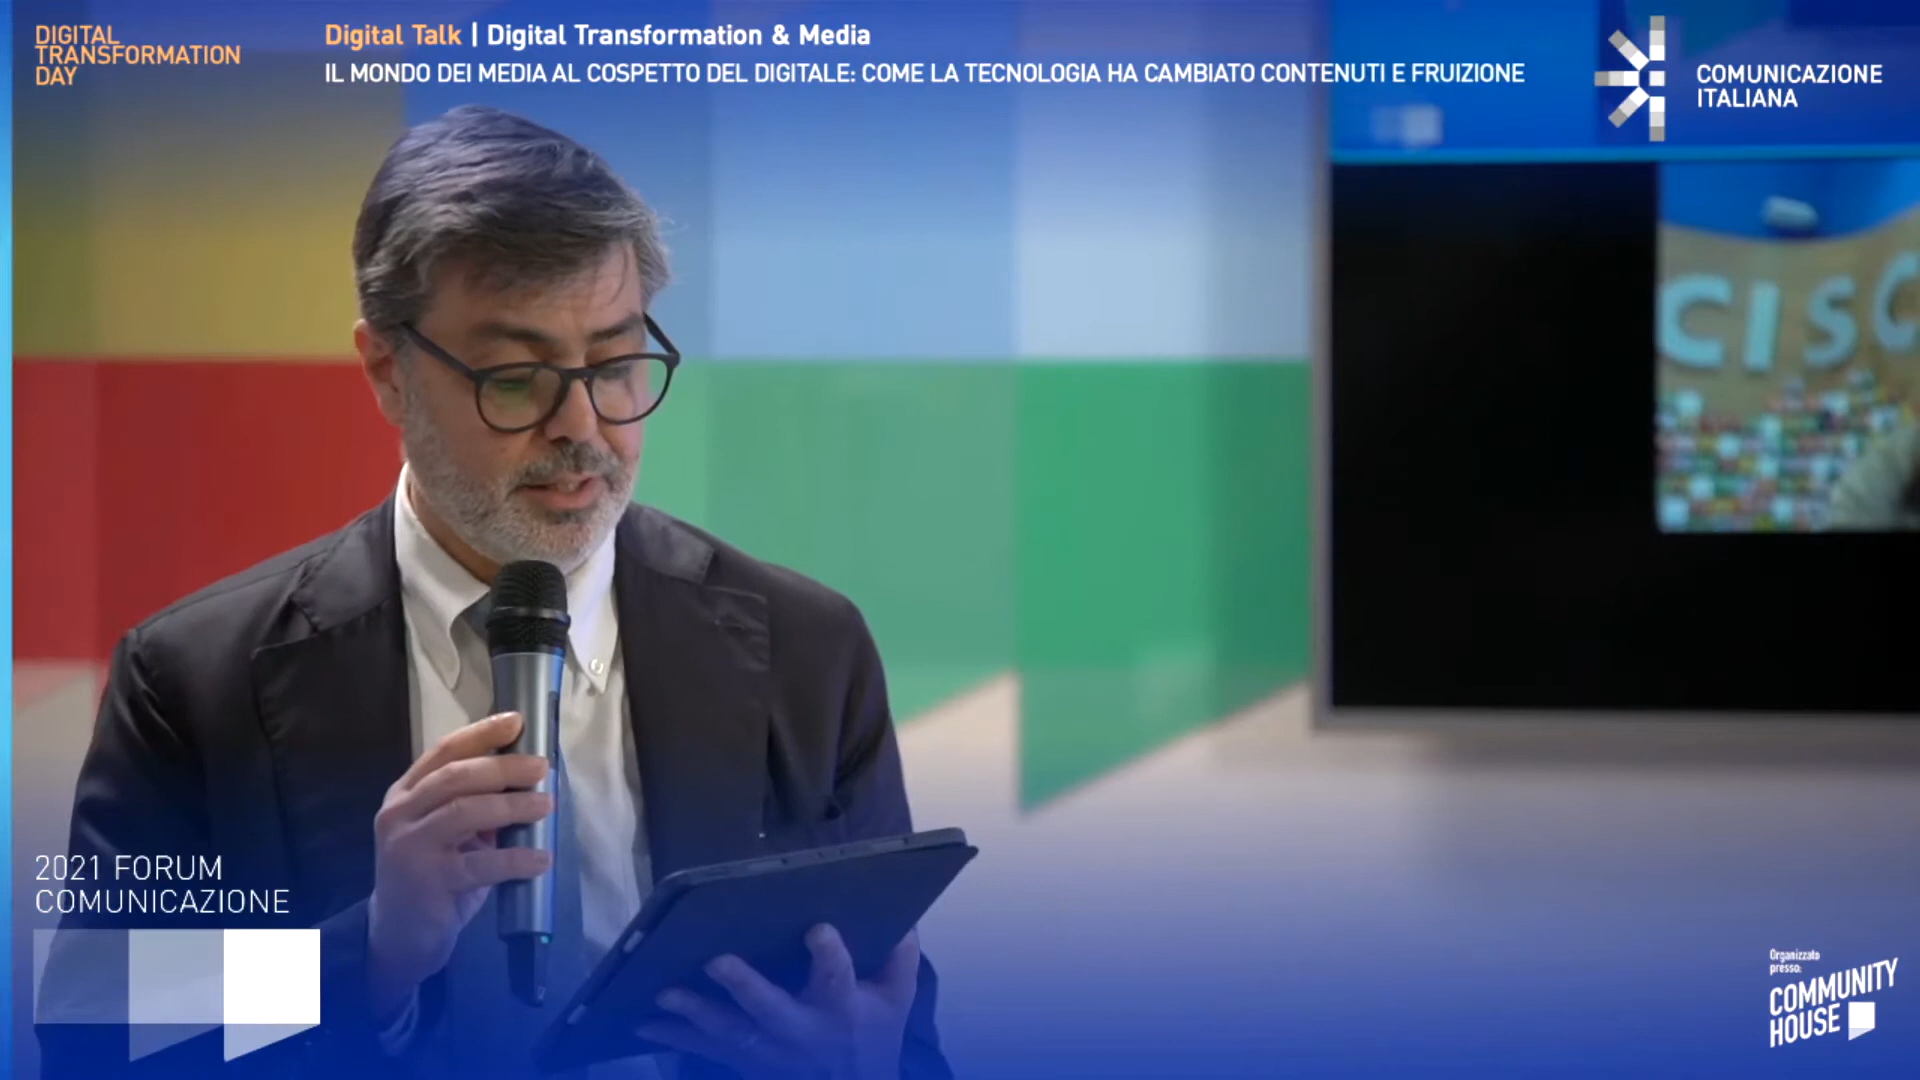 DIGITAL
TRANSFORMATION
DAY
Digital Talk | Digital Transformation & Media
IL MONDO DEI MEDIA AL COSPETTO DEL DIGITALE: COME LA TECNOLOGIA HA CAMBIATO CONTENUTI E FRUIZIONE
COMUNICAZIONE
ITALIANA
CISC
2021 FORUM
COMUNICAZIONE
Organizzato
presso:
COMMUNITY
HOUSE